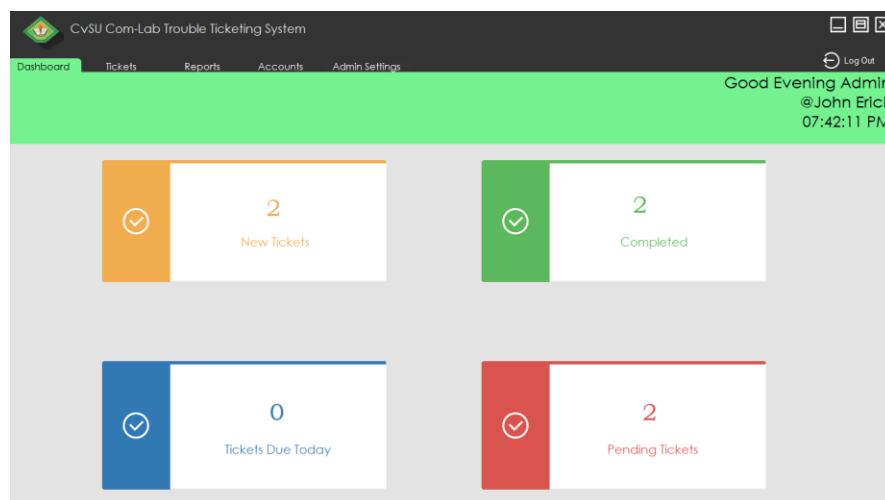 CvSU Com-Lab Trouble Ticketing System
Log Out
Dashboard Tickets Reports Accounts Admin Settings
Good Evening Admin
@John Eric
07:42:11 PM
2
New Tickets
2
Completed
0
Tickets Due Today
2
Pending Tickets